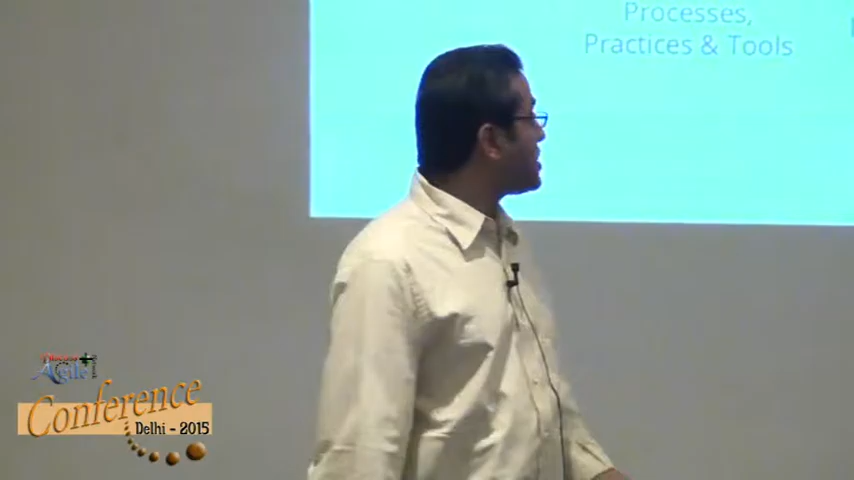 Processes,
Practices & Tools
Agile
Conference
Delhi - 2015